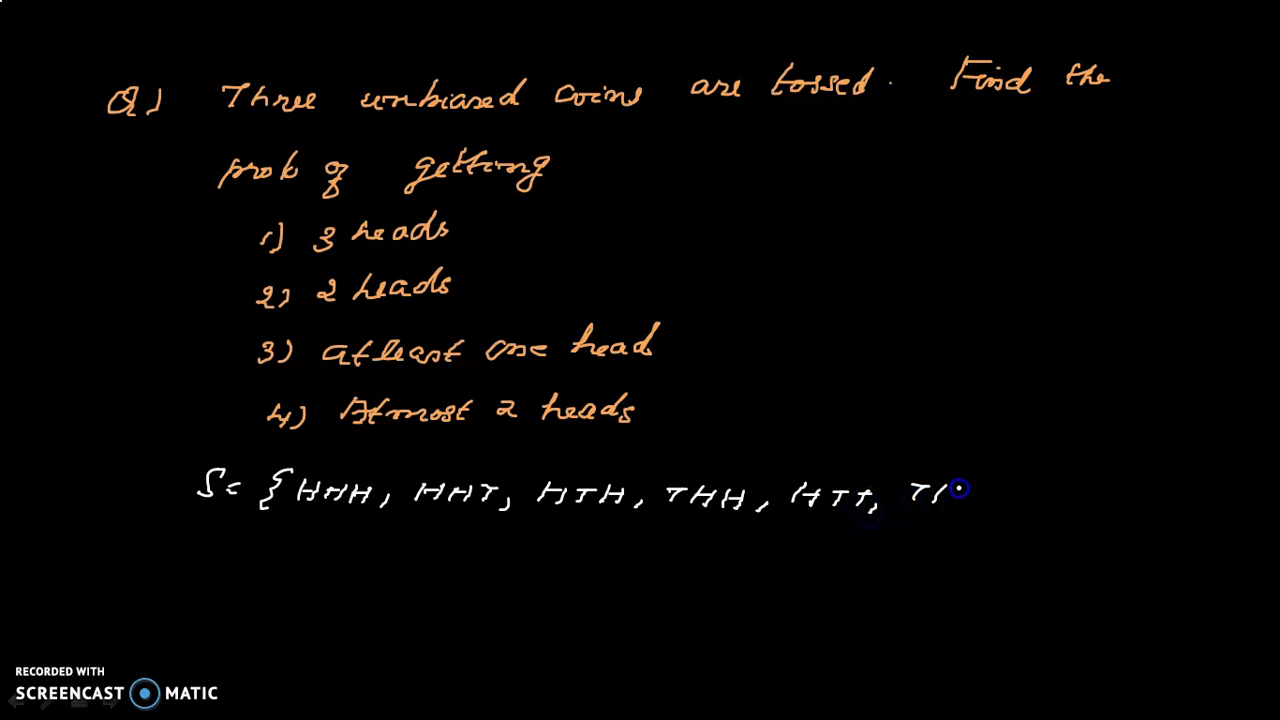 Q1 Three unbiased coins are tossed. Find the
prob of getting
1) 3 heads
2) 2 heads
3) atleast one head
4) Atmost 2 heads
S= {HHH, HHT, HTH, THH, HTT, T
RECORDED WITH
SCREENCAST MATIC